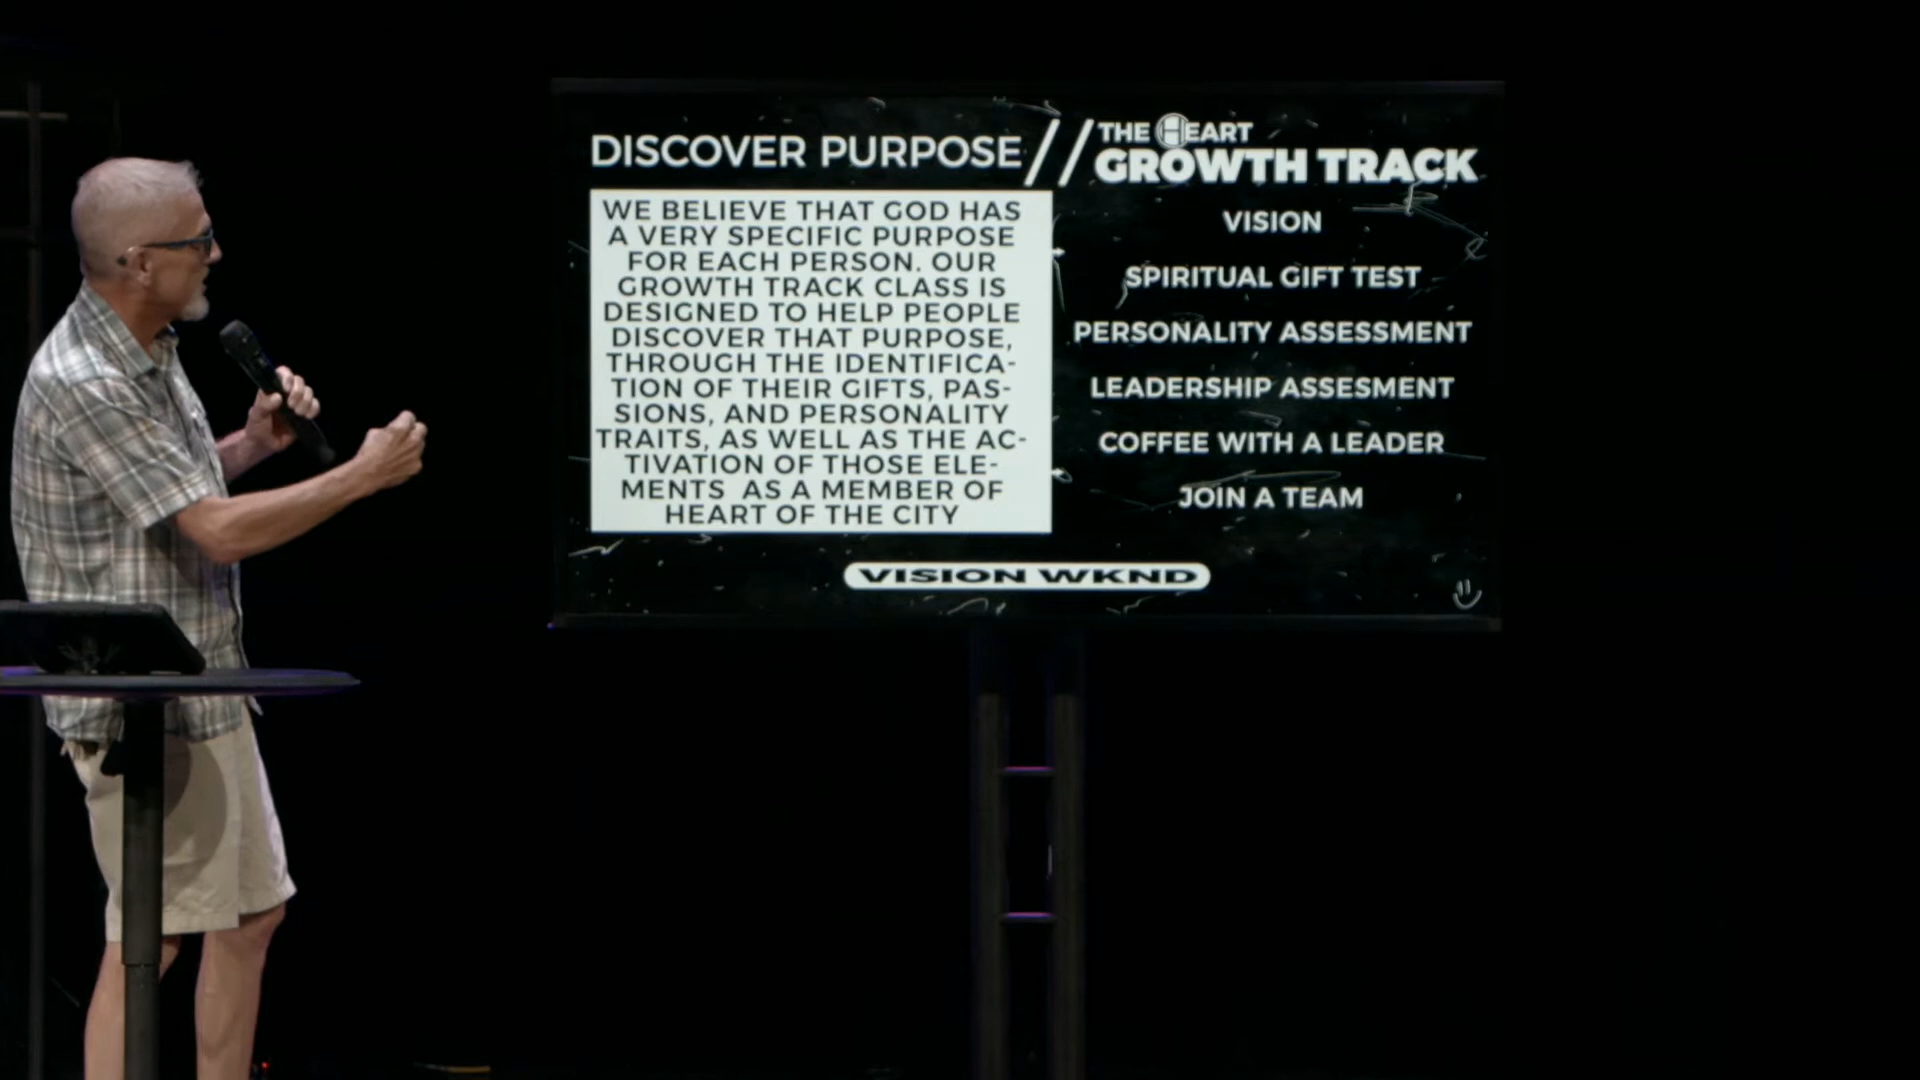 DISCOVER PURPOSE //
THE HEART
GROWTH TRACK
WE BELIEVE THAT GOD HAS
A VERY SPECIFIC PURPOSE
FOR EACH PERSON. OUR
GROWTH TRACK CLASS IS
DESIGNED TO HELP PEOPLE
DISCOVER THAT PURPOSE,
THROUGH THE IDENTIFICA-
TION OF THEIR GIFTS, PAS-
SIONS, AND PERSONALITY
TRAITS, AS WELL AS THE AC-
TIVATION OF THOSE ELE-
MENTS AS A MEMBER OF
HEART OF THE CITY
VISION
SPIRITUAL GIFT TEST
PERSONALITY ASSESSMENT
LEADERSHIP ASSESMENT
COFFEE WITH A LEADER
JOIN A TEAM
VISION WKND